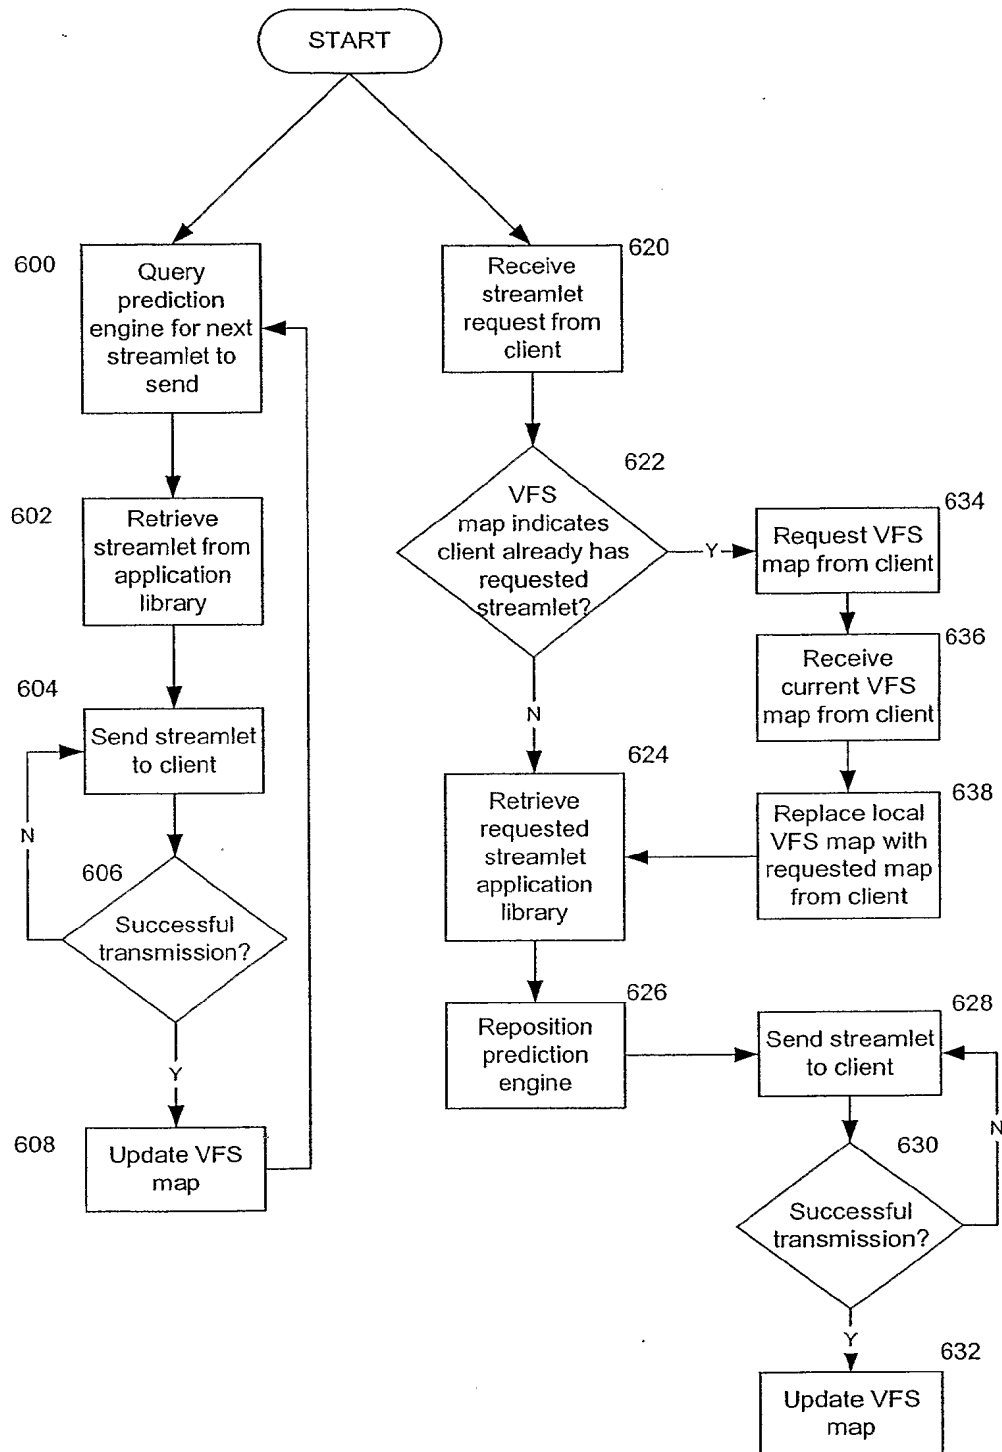 START
600
Query
prediction
engine for next
streamlet to
send
602
Retrieve
streamlet from
application
library
604
Send streamlet
to client
N
606
Successful
transmission?
Y
608
Update VFS
map
620
Receive
streamlet
request from
client
622
VFS
map indicates
client already has
requested
streamlet?
Y
N
634
Request VFS
map from client
636
Receive
current VFS
map from client
638
Replace local
VFS map with
requested map
from client
624
Retrieve
requested
streamlet
application
library
626
Reposition
prediction
engine
628
Send streamlet
to client
N
630
Successful
transmission?
Y
632
Update VFS
map